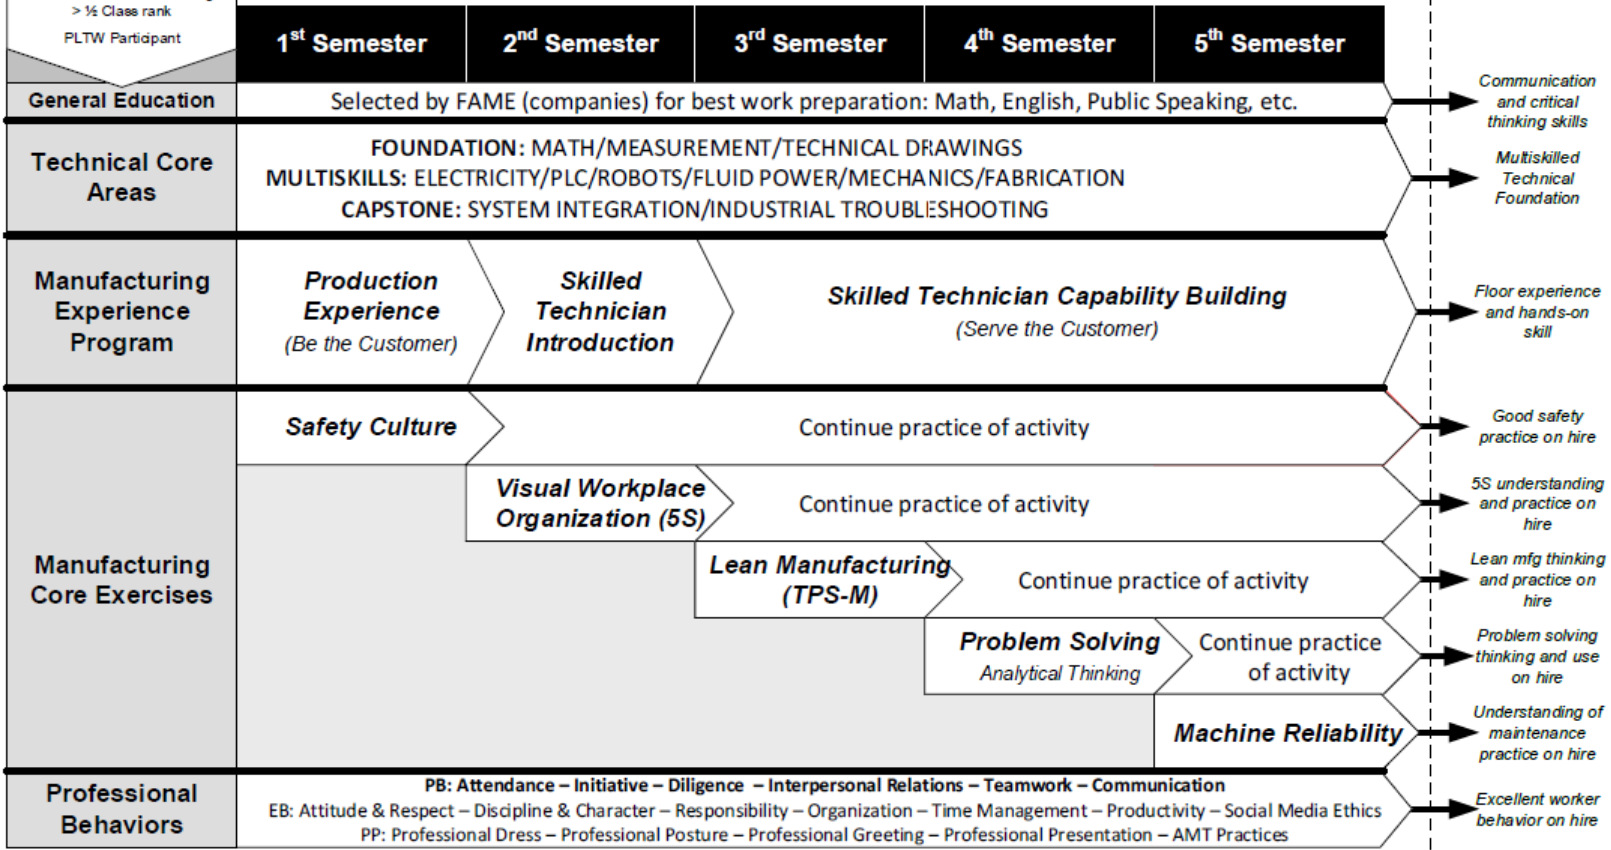 > ½ Class rank
PLTW Participant
1st Semester
2nd Semester
3rd Semester
4th Semester
5th Semester
General Education
Selected by FAME (companies) for best work preparation: Math, English, Public Speaking, etc.
Communication
and critical
thinking skills
Technical Core
Areas
FOUNDATION: MATH/MEASUREMENT/TECHNICAL DRAWINGS
MULTISKILLS: ELECTRICITY/PLC/ROBOTS/FLUID POWER/MECHANICS/FABRICATION
CAPSTONE: SYSTEM INTEGRATION/INDUSTRIAL TROUBLESHOOTING
Multiskilled
Technical
Foundation
Manufacturing
Experience
Program
Production
Experience
(Be the Customer)
Skilled
Technician
Introduction
Skilled Technician Capability Building
(Serve the Customer)
Floor experience
and hands-on
skill
Manufacturing
Core Exercises
Safety Culture
Continue practice of activity
Good safety
practice on hire
Visual Workplace
Organization (5S)
Continue practice of activity
5S understanding
and practice on
hire
Lean Manufacturing
(TPS-M)
Continue practice of activity
Lean mfg thinking
and practice on
hire
Problem Solving
Analytical Thinking
Continue practice
of activity
Problem solving
thinking and use
on hire
Machine Reliability
Understanding of
maintenance
practice on hire
Professional
Behaviors
PB: Attendance – Initiative – Diligence – Interpersonal Relations – Teamwork – Communication
EB: Attitude & Respect – Discipline & Character – Responsibility – Organization – Time Management – Productivity – Social Media Ethics
PP: Professional Dress – Professional Posture – Professional Greeting – Professional Presentation – AMT Practices
Excellent worker
behavior on hire